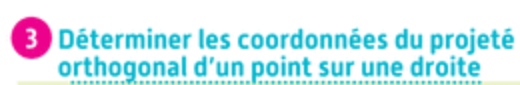 3 Déterminer les coordonnées du projeté
orthogonal d'un point sur une droite